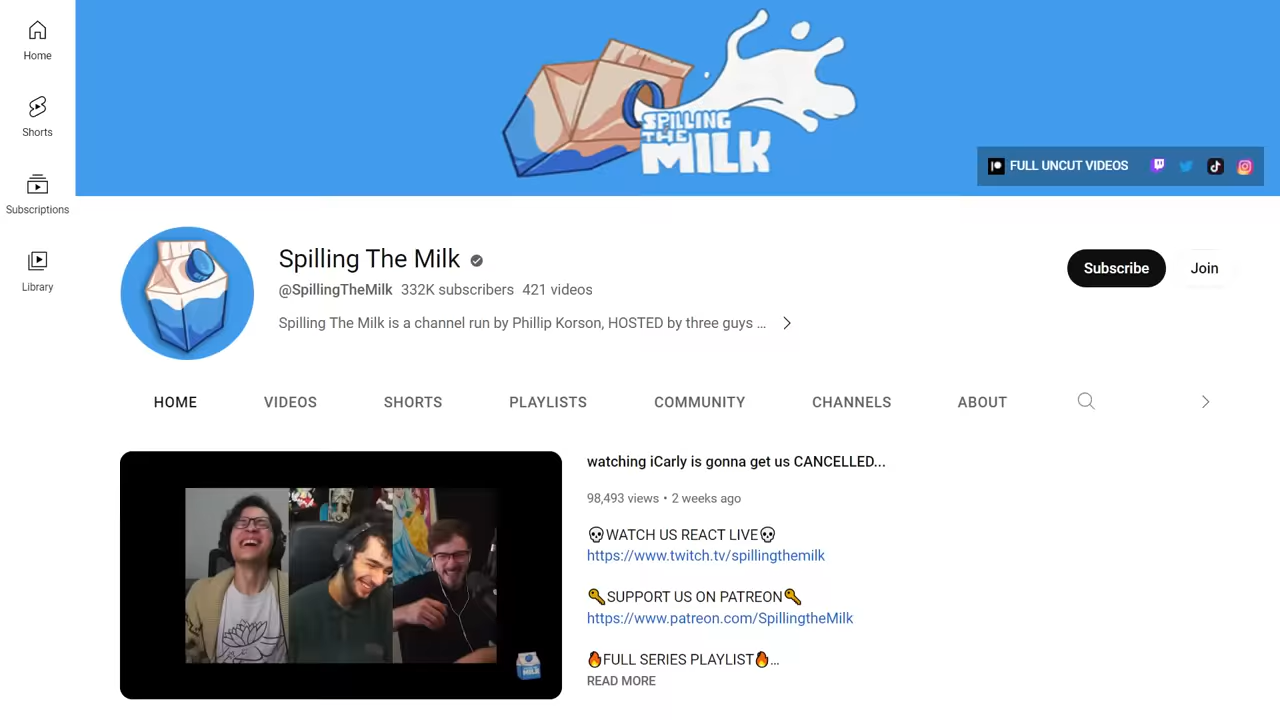 Home
Shorts
Subscriptions
Library
SPILLING
THE
MILK
FULL UNCUT VIDEOS
Spilling The Milk
@SpillingTheMilk 332K subscribers 421 videos
Spilling The Milk is a channel run by Phillip Korson, HOSTED by three guys ...
Subscribe
Join
HOME VIDEOS SHORTS PLAYLISTS COMMUNITY CHANNELS ABOUT
watching iCarly is gonna get us CANCELLED...
98,493 views • 2 weeks ago
💀WATCH US REACT LIVE💀
https://www.twitch.tv/spillingthemilk
🔑SUPPORT US ON PATREON🔑
https://www.patreon.com/SpillingtheMilk
🔥FULL SERIES PLAYLIST🔥...
READ MORE
MILK